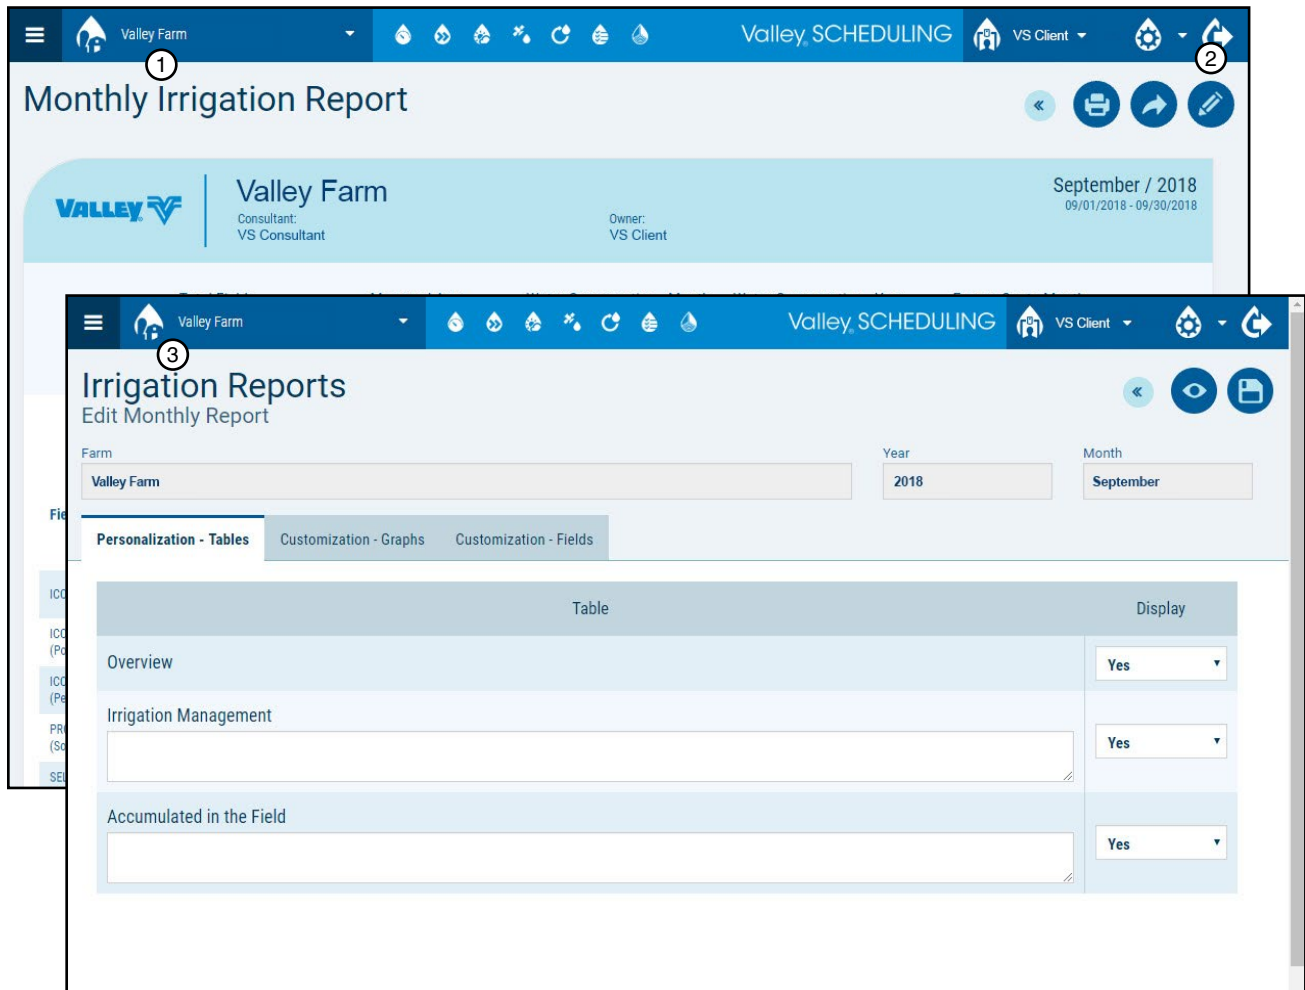 Valley Farm
Valley SCHEDULING
VS Client
1
2
Monthly Irrigation Report
VALLEY
Valley Farm
Consultant:
VS Consultant
Owner:
VS Client
September / 2018
09/01/2018 - 09/30/2018
Valley Farm
Valley SCHEDULING
VS Client
3
Irrigation Reports
Edit Monthly Report
Farm
Year
Month
Valley Farm
2018
September
Personalization - Tables
Customization - Graphs
Customization - Fields
Table
Display
Overview
Yes
Irrigation Management
Yes
Accumulated in the Field
Yes